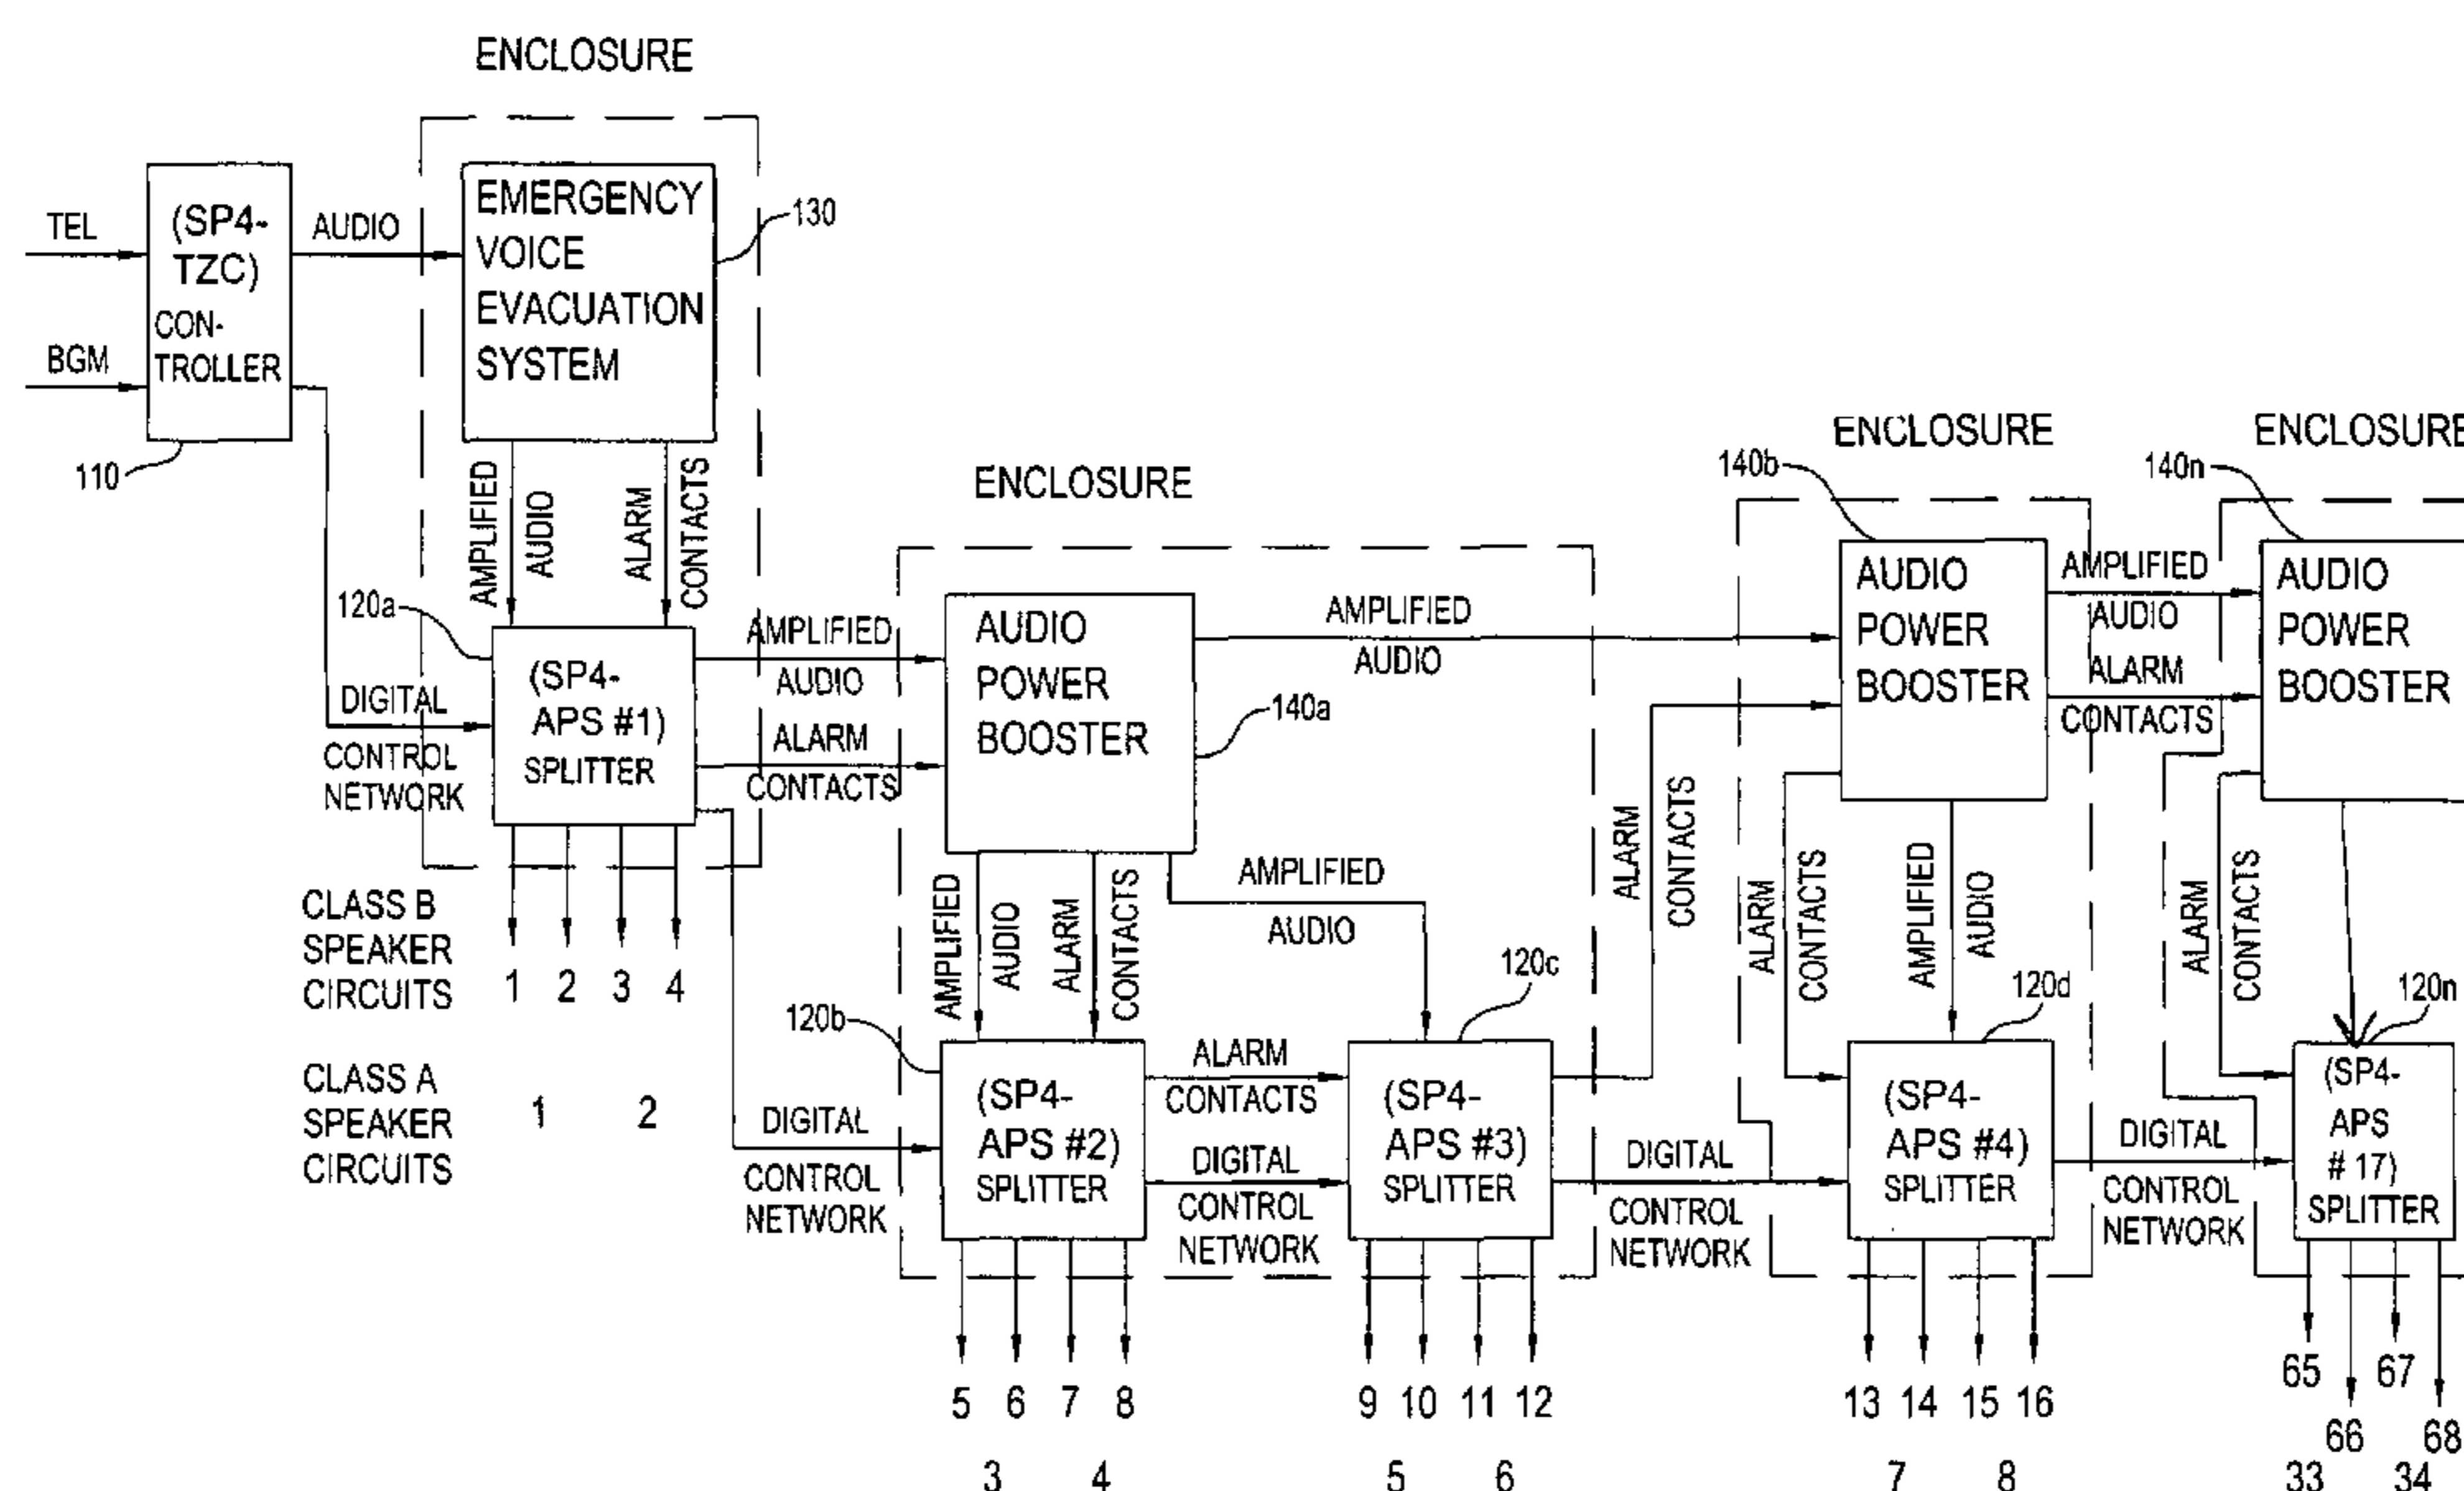 ENCLOSURE
TEL
BGM
(SP4-
TZC)
CON-
TROLLER
110
AUDIO
EMERGENCY
VOICE
EVACUATION
SYSTEM
130
AMPLIFIED
AUDIO
ALARM
CONTACTS
120a
(SP4-
APS #1)
SPLITTER
DIGITAL
CONTROL
NETWORK
AMPLIFIED
AUDIO
ALARM
CONTACTS
CLASS B
SPEAKER
CIRCUITS
1 2 3 4
CLASS A
SPEAKER
CIRCUITS
1 2
ENCLOSURE
AUDIO
POWER
BOOSTER
140a
AMPLIFIED
AUDIO
AMPLIFIED
AUDIO
ALARM
CONTACTS
AMPLIFIED
AUDIO
120b
DIGITAL
CONTROL
NETWORK
(SP4-
APS #2)
SPLITTER
ALARM
CONTACTS
DIGITAL
CONTROL
NETWORK
120c
(SP4-
APS #3)
SPLITTER
5 6 7 8
3 4
9 10 11 12
5 6
ALARM
CONTACTS
DIGITAL
CONTROL
NETWORK
ENCLOSURE
140b
AUDIO
POWER
BOOSTER
AMPLIFIED
AUDIO
ALARM
CONTACTS
ALARM
CONTACTS
AMPLIFIED
AUDIO
120d
(SP4-
APS #4)
SPLITTER
DIGITAL
CONTROL
NETWORK
13 14 15 16
7 8
ENCLOSURE
140n
AUDIO
POWER
BOOSTER
ALARM
CONTACTS
120n
(SP4-
APS
# 17)
SPLITTER
65 67
66 68
33 34